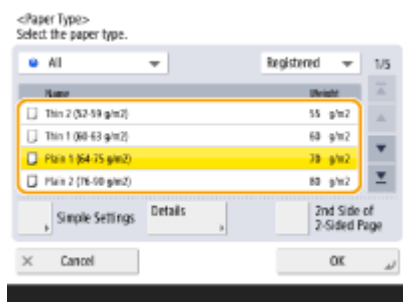 <Paper Type>
Select the paper type.
All
Registered
1/5
Name Weight
Thin 2 (52-59 g/m2) 55 g/m2
Thin 1 (60-63 g/m2) 60 g/m2
Plain 1 (64-75 g/m2) 70 g/m2
Plain 2 (76-90 g/m2) 80 g/m2
Simple Settings
Details
2nd Side of
2-Sided Page
Cancel
OK